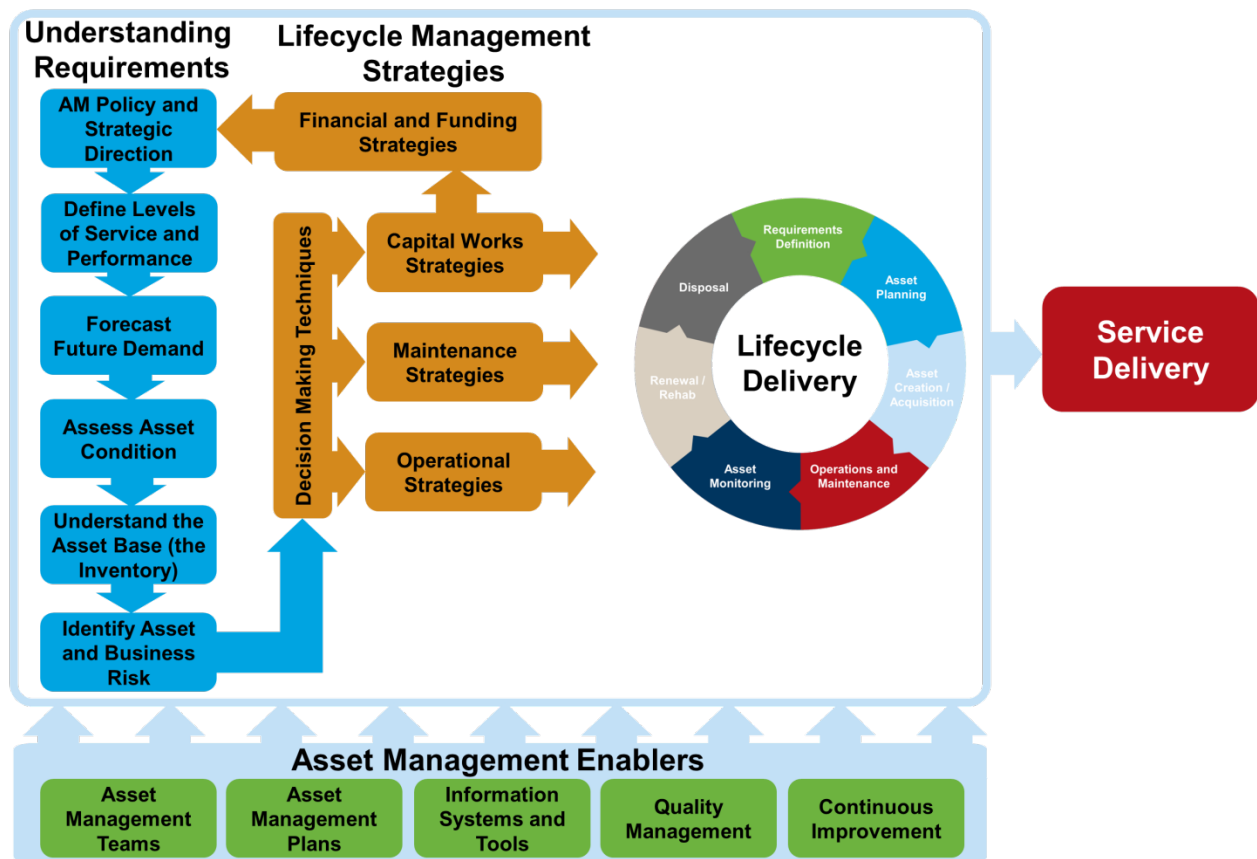 Understanding
Requirements
AM Policy and
Strategic
Direction
Define Levels
of Service and
Performance
Forecast
Future Demand
Assess Asset
Condition
Understand the
Asset Base (the
Inventory)
Identify Asset
and Business
Risk
Lifecycle Management
Strategies
Financial and Funding
Strategies
Decision Making Techniques
Capital Works
Strategies
Maintenance
Strategies
Operational
Strategies
Requirements
Definition
Asset
Planning
Asset
Creation /
Acquisition
Operations and
Maintenance
Asset
Monitoring
Renewal /
Rehab
Disposal
Lifecycle
Delivery
Service
Delivery
Asset Management Enablers
Asset
Management
Teams
Asset
Management
Plans
Information
Systems and
Tools
Quality
Management
Continuous
Improvement